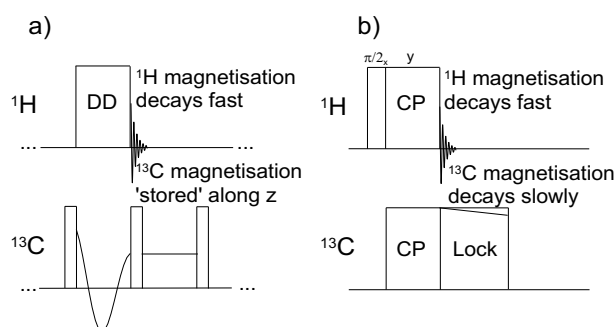 a)
¹H
DD
¹H magnetisation
decays fast
...
...
¹³C magnetisation
'stored' along z
¹³C
...
...
b)
π/2ₓ
y
¹H
CP
¹H magnetisation
decays fast
¹³C magnetisation
decays slowly
¹³C
CP
Lock